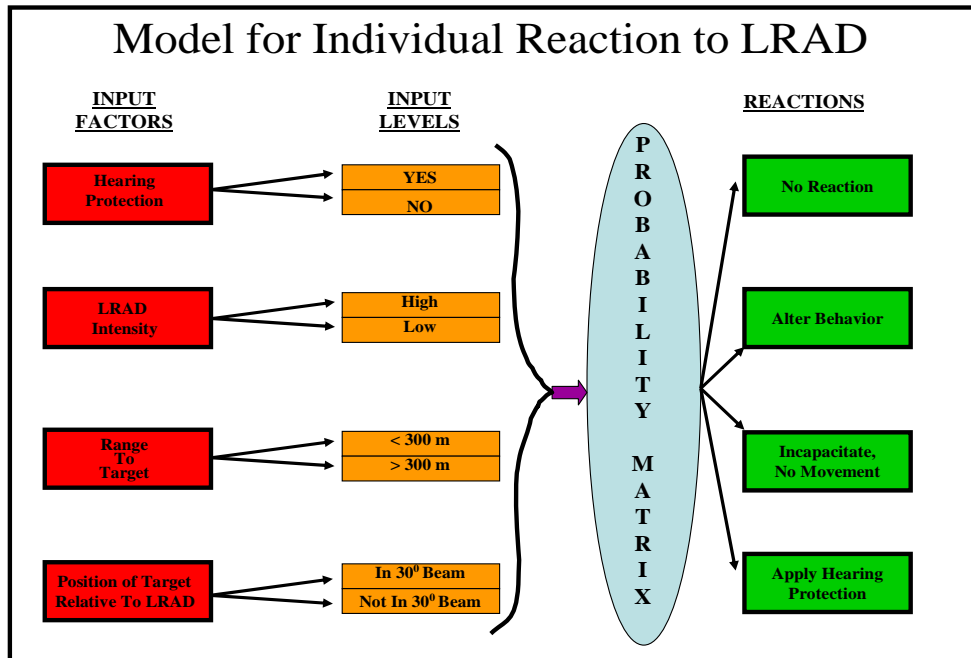 Model for Individual Reaction to LRAD
INPUT
FACTORS
INPUT
LEVELS
REACTIONS
Hearing
Protection
YES
NO
LRAD
Intensity
High
Low
Range
To
Target
< 300 m
> 300 m
Position of Target
Relative To LRAD
In 30⁰ Beam
Not In 30⁰ Beam
PROBABILITY MATRIX
No Reaction
Alter Behavior
Incapacitate,
No Movement
Apply Hearing
Protection